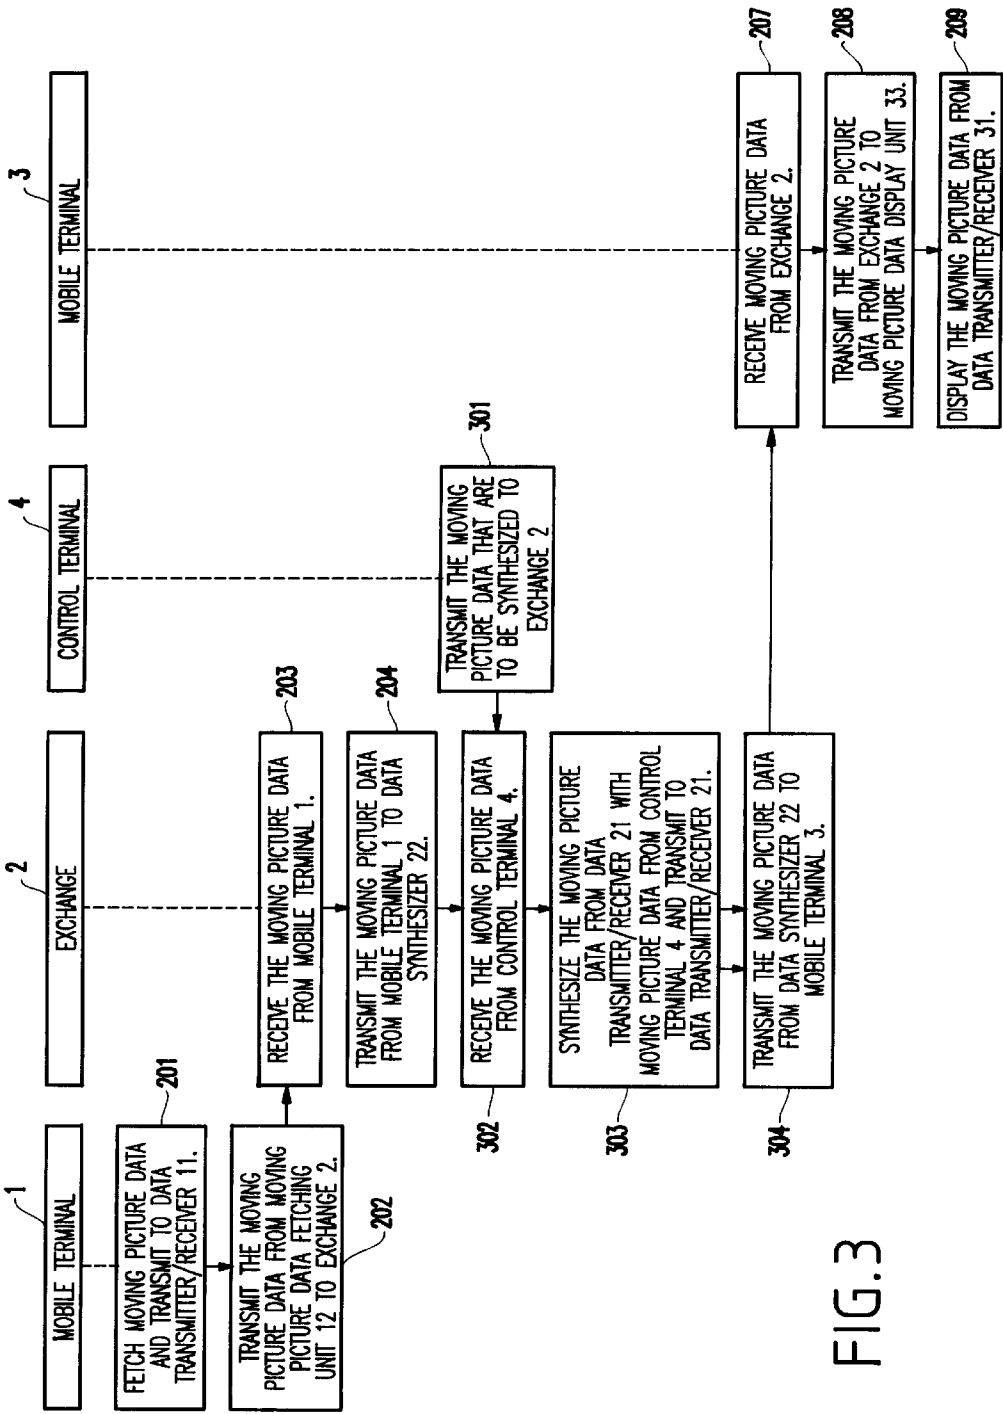 1
MOBILE TERMINAL
2
EXCHANGE
4
CONTROL TERMINAL
3
MOBILE TERMINAL
201
FETCH MOVING PICTURE DATA
AND TRANSMIT TO DATA
TRANSMITTER/RECEIVER 11.
TRANSMIT THE MOVING
PICTURE DATA FROM MOVING
PICTURE DATA FETCHING
UNIT 12 TO EXCHANGE 2.
202
203
RECEIVE THE MOVING PICTURE DATA
FROM MOBILE TERMINAL 1.
204
TRANSMIT THE MOVING PICTURE DATA
FROM MOBILE TERMINAL 1 TO DATA
SYNTHESIZER 22.
301
TRANSMIT THE MOVING
PICTURE DATA THAT ARE
TO BE SYNTHESIZED TO
EXCHANGE 2
302
RECEIVE THE MOVING PICTURE DATA
FROM CONTROL TERMINAL 4.
303
SYNTHESIZE THE MOVING PICTURE
DATA FROM DATA
TRANSMITTER/RECEIVER 21 WITH
MOVING PICTURE DATA FROM CONTROL
TERMINAL 4 AND TRANSMIT TO
DATA TRANSMITTER/RECEIVER 21.
304
TRANSMIT THE MOVING PICTURE DATA
FROM DATA SYNTHESIZER 22 TO
MOBILE TERMINAL 3.
207
RECEIVE MOVING PICTURE DATA
FROM EXCHANGE 2.
208
TRANSMIT THE MOVING PICTURE
DATA FROM EXCHANGE 2 TO
MOVING PICTURE DATA DISPLAY UNIT 33.
209
DISPLAY THE MOVING PICTURE DATA FROM
DATA TRANSMITTER/RECEIVER 31.
FIG.3